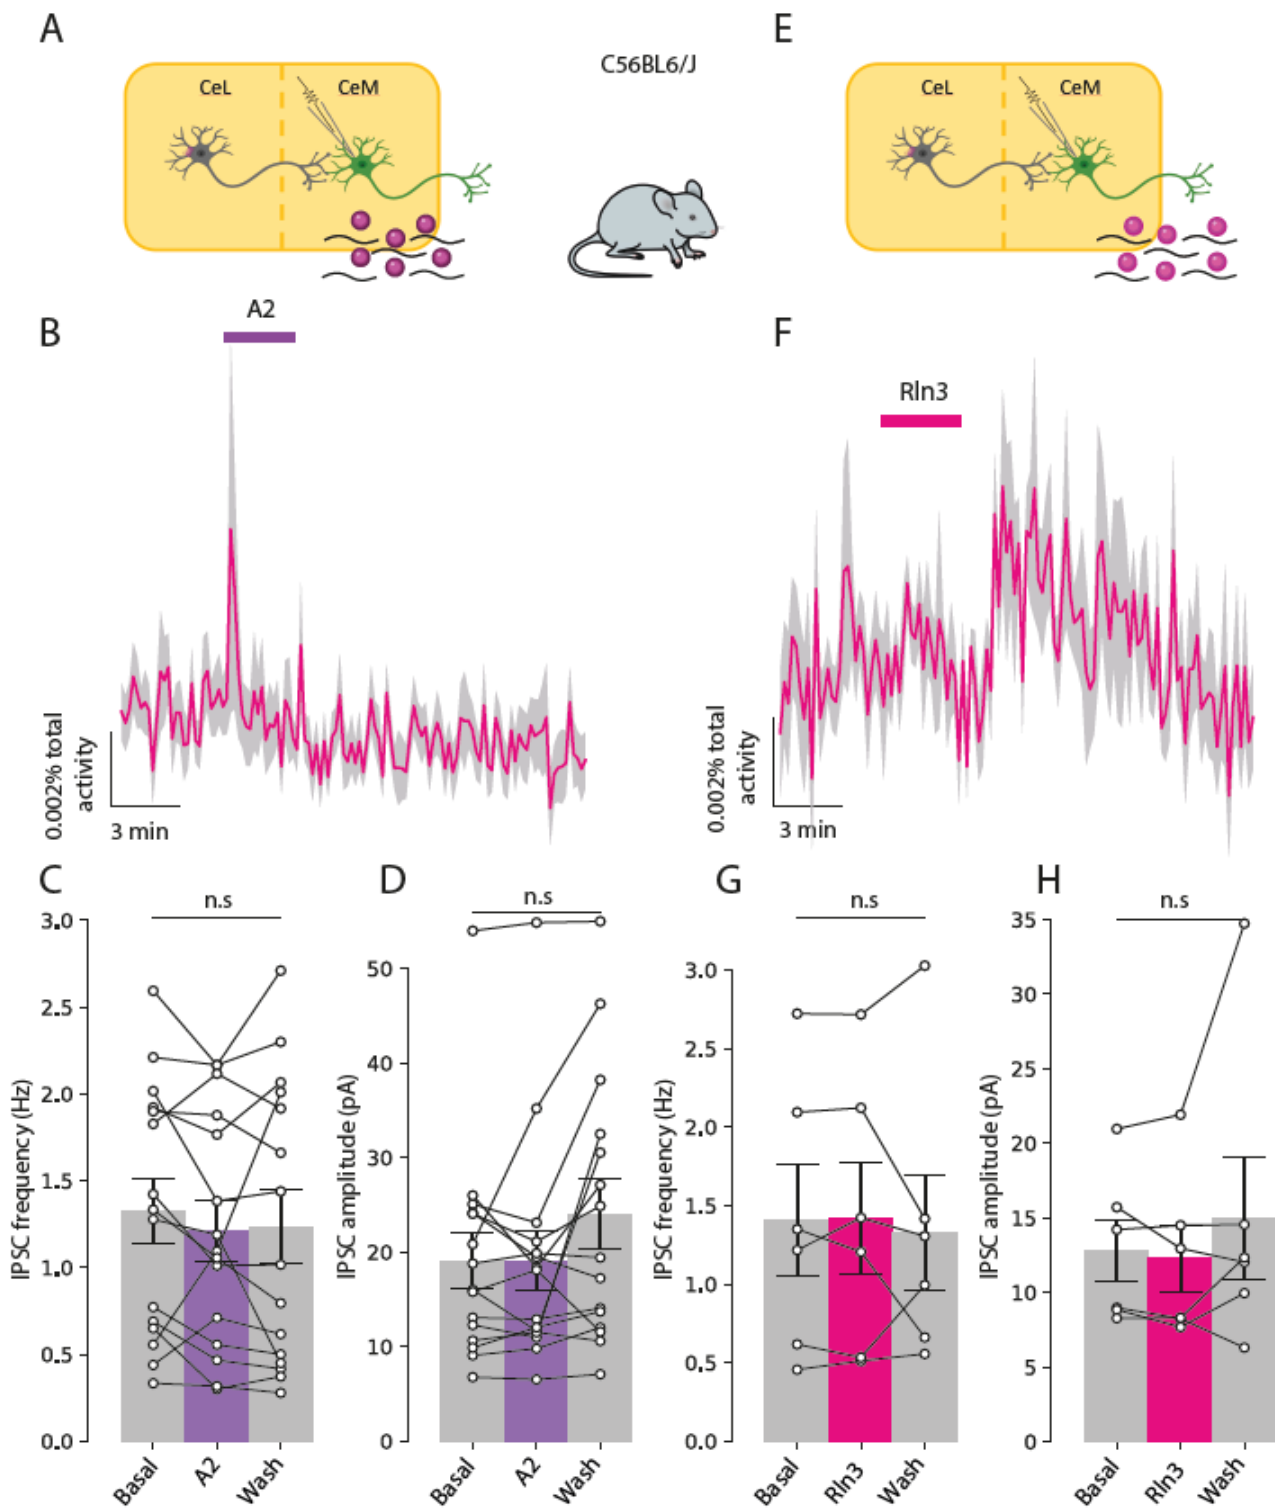 A
E
C56BL6/J
CeL
CeM
CeL
CeM
A2
B
F
Rln3
0.002% total
activity
3 min
0.002% total
activity
3 min
C
D
G
H
n.s
n.s
n.s
n.s
IPSC frequency (Hz)
3.0
2.5
2.0
1.5
1.0
0.5
0.0
Basal
A2
Wash
IPSC amplitude (pA)
50
40
30
20
10
0
Basal
A2
Wash
IPSC frequency (Hz)
3.0
2.5
2.0
1.5
1.0
0.5
0.0
Basal
Rln3
Wash
IPSC amplitude (pA)
35
30
25
20
15
10
5
0
Basal
Rln3
Wash